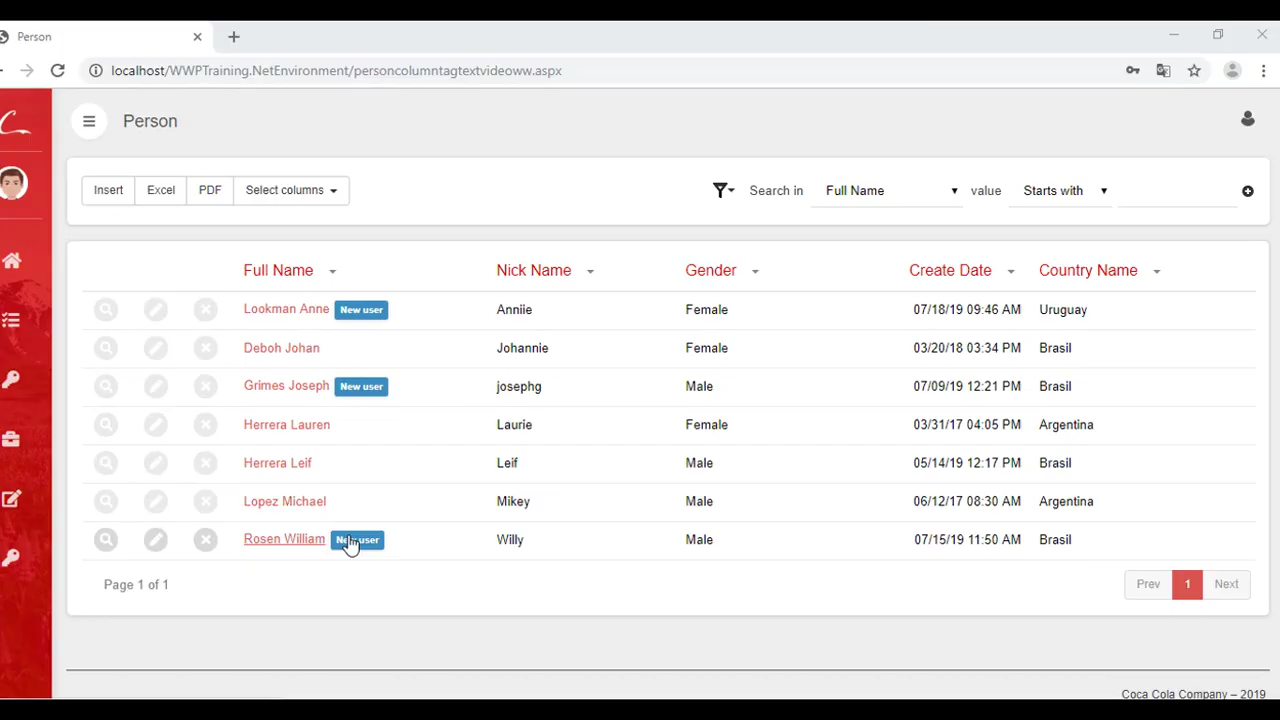 Person
localhost/WWPTraining.NetEnvironment/personcolumntagtextvideoww.aspx
Person
Insert Excel PDF Select columns Search in Full Name value Starts with
Full Name Nick Name Gender Create Date Country Name
Lookman Anne New user Anniie Female 07/18/19 09:46 AM Uruguay
Deboh Johan Johannie Female 03/20/18 03:34 PM Brasil
Grimes Joseph New user josephg Male 07/09/19 12:21 PM Brasil
Herrera Lauren Laurie Female 03/31/17 04:05 PM Argentina
Herrera Leif Leif Male 05/14/19 12:17 PM Brasil
Lopez Michael Mikey Male 06/12/17 08:30 AM Argentina
Rosen William New user Willy Male 07/15/19 11:50 AM Brasil
Page 1 of 1 Prev 1 Next
Coca Cola Company – 2019